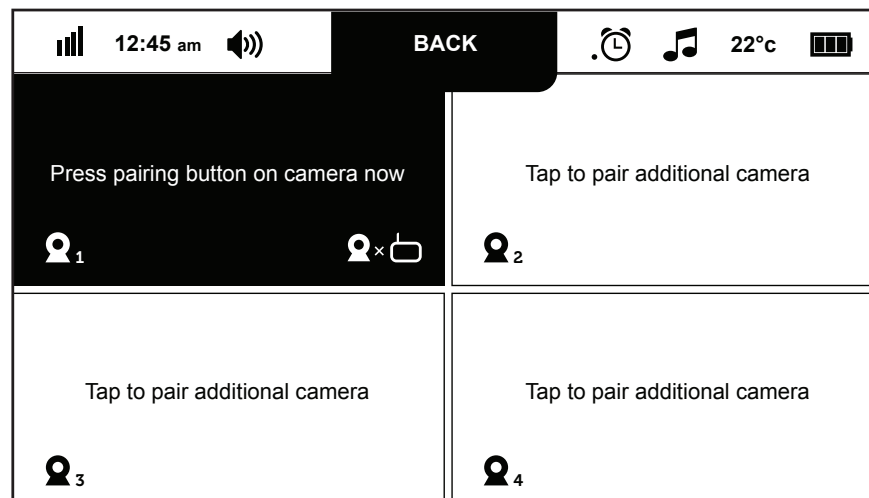 12:45 am
BACK
22°c
Press pairing button on camera now
1
Tap to pair additional camera
2
Tap to pair additional camera
3
Tap to pair additional camera
4